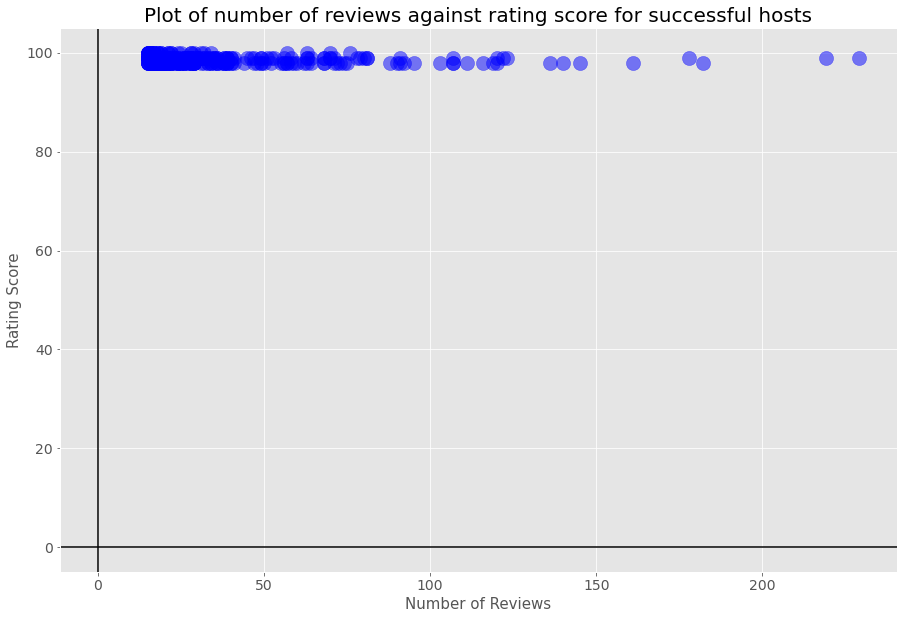 Plot of number of reviews against rating score for successful hosts
100
80
60
40
20
0
Rating Score
0 50 100 150 200
Number of Reviews